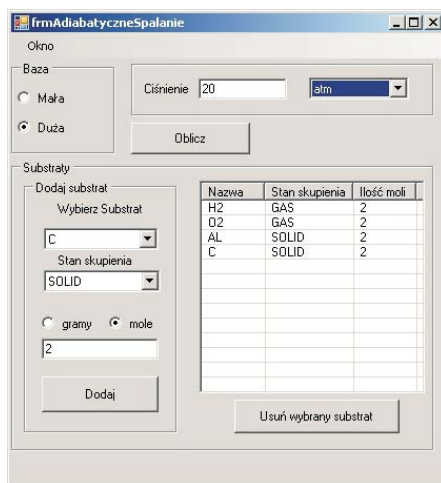 frmAdiabatyczneSpalanie
Okno
Baza
Mała
Duża
Ciśnienie 20 atm
Oblicz
Substraty
Dodaj substrat
Wybierz Substrat
C
Stan skupienia
SOLID
gramy mole
2
Dodaj
Nazwa Stan skupienia Ilość moli
H2 GAS 2
O2 GAS 2
AL SOLID 2
C SOLID 2
Usuń wybrany substrat